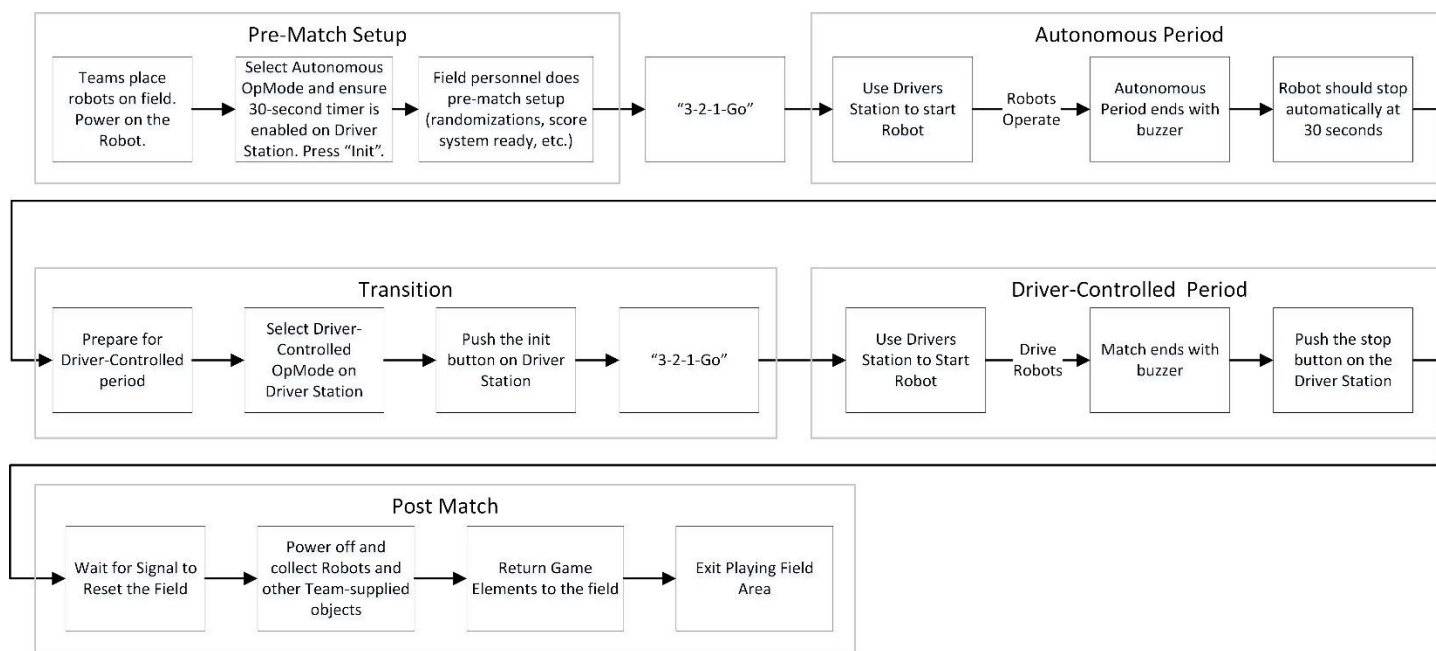 Pre-Match Setup
Teams place
robots on field.
Power on the
Robot.
Select Autonomous
OpMode and ensure
30-second timer is
enabled on Driver
Station. Press “Init”.
Field personnel does
pre-match setup
(randomizations, score
system ready, etc.)
“3-2-1-Go”
Autonomous Period
Use Drivers
Station to start
Robot
Robots
Operate
Autonomous
Period ends with
buzzer
Robot should stop
automatically at
30 seconds
Transition
Prepare for
Driver-Controlled
period
Select Driver-
Controlled
OpMode on
Driver Station
Push the init
button on Driver
Station
“3-2-1-Go”
Driver-Controlled Period
Use Drivers
Station to Start
Robot
Drive
Robots
Match ends with
buzzer
Push the stop
button on the
Driver Station
Post Match
Wait for Signal to
Reset the Field
Power off and
collect Robots and
other Team-supplied
objects
Return Game
Elements to the field
Exit Playing Field
Area